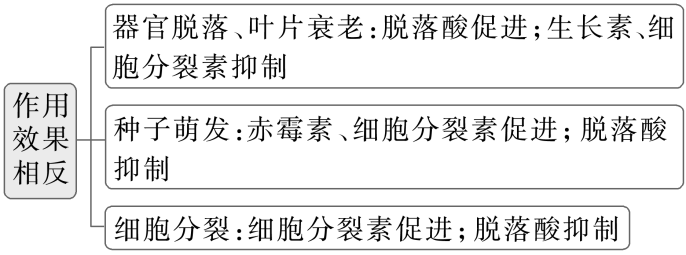 作用
效果
相反
器官脱落、叶片衰老:脱落酸促进;生长素、细
胞分裂素抑制
种子萌发:赤霉素、细胞分裂素促进;脱落酸
抑制
细胞分裂:细胞分裂素促进;脱落酸抑制